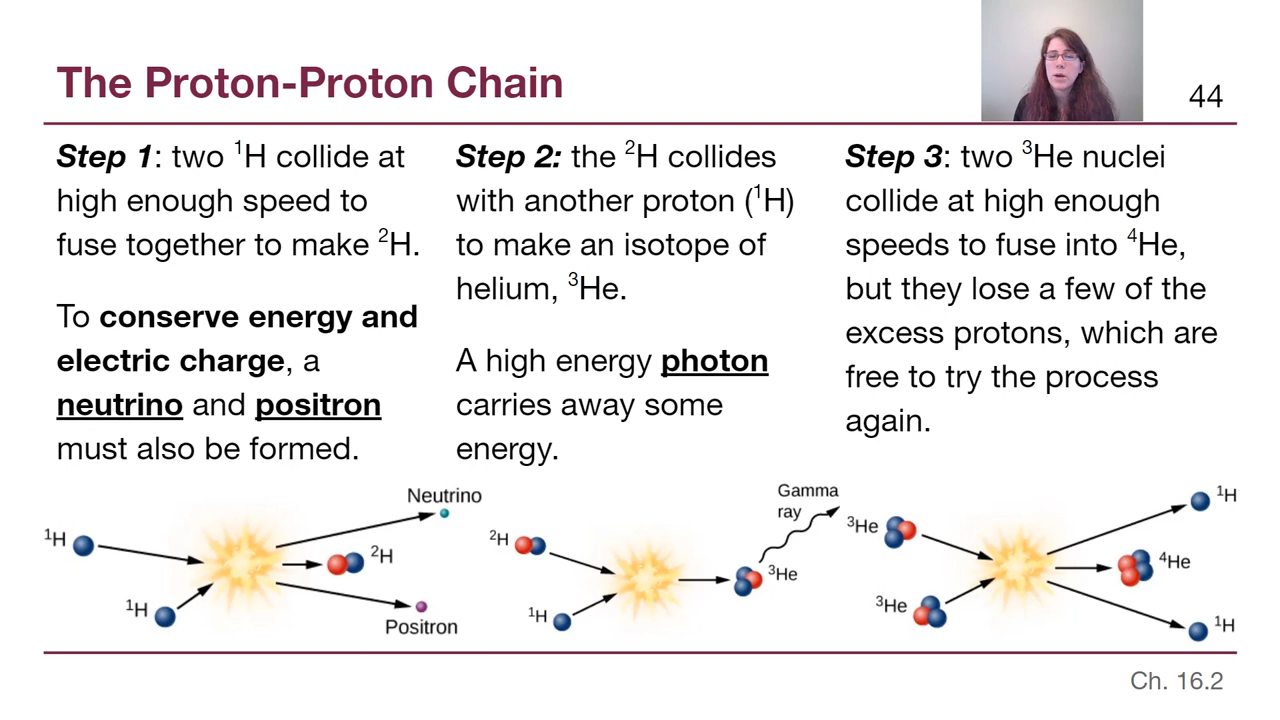 The Proton-Proton Chain
44
Step 1: two ¹H collide at
high enough speed to
fuse together to make ²H.
To conserve energy and
electric charge, a
neutrino and positron
must also be formed.
Step 2: the ²H collides
with another proton (¹H)
to make an isotope of
helium, ³He.
A high energy photon
carries away some
energy.
Step 3: two ³He nuclei
collide at high enough
speeds to fuse into ⁴He,
but they lose a few of the
excess protons, which are
free to try the process
again.
¹H
¹H
Neutrino
²H
Positron
²H
¹H
Gamma
ray
³He
³He
³He
¹H
⁴He
¹H
Ch. 16.2